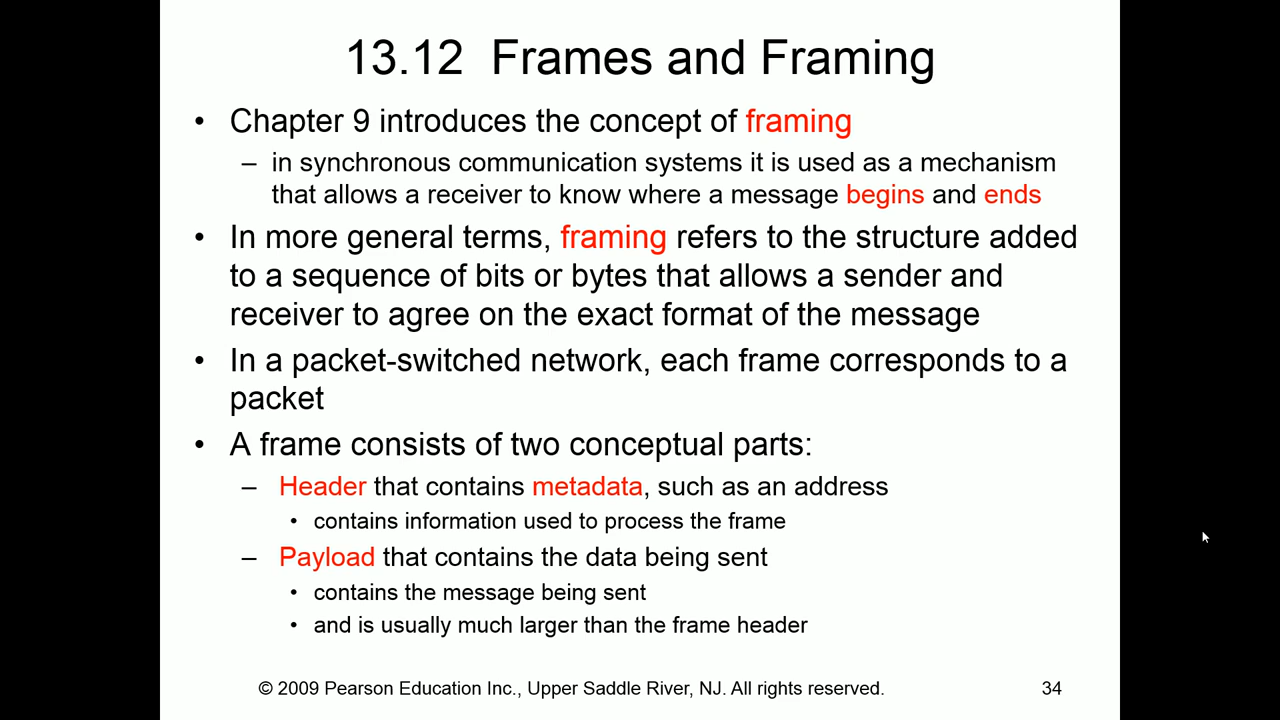 13.12 Frames and Framing
• Chapter 9 introduces the concept of framing
– in synchronous communication systems it is used as a mechanism
that allows a receiver to know where a message begins and ends
• In more general terms, framing refers to the structure added
to a sequence of bits or bytes that allows a sender and
receiver to agree on the exact format of the message
• In a packet-switched network, each frame corresponds to a
packet
• A frame consists of two conceptual parts:
– Header that contains metadata, such as an address
• contains information used to process the frame
– Payload that contains the data being sent
• contains the message being sent
• and is usually much larger than the frame header
© 2009 Pearson Education Inc., Upper Saddle River, NJ. All rights reserved. 34